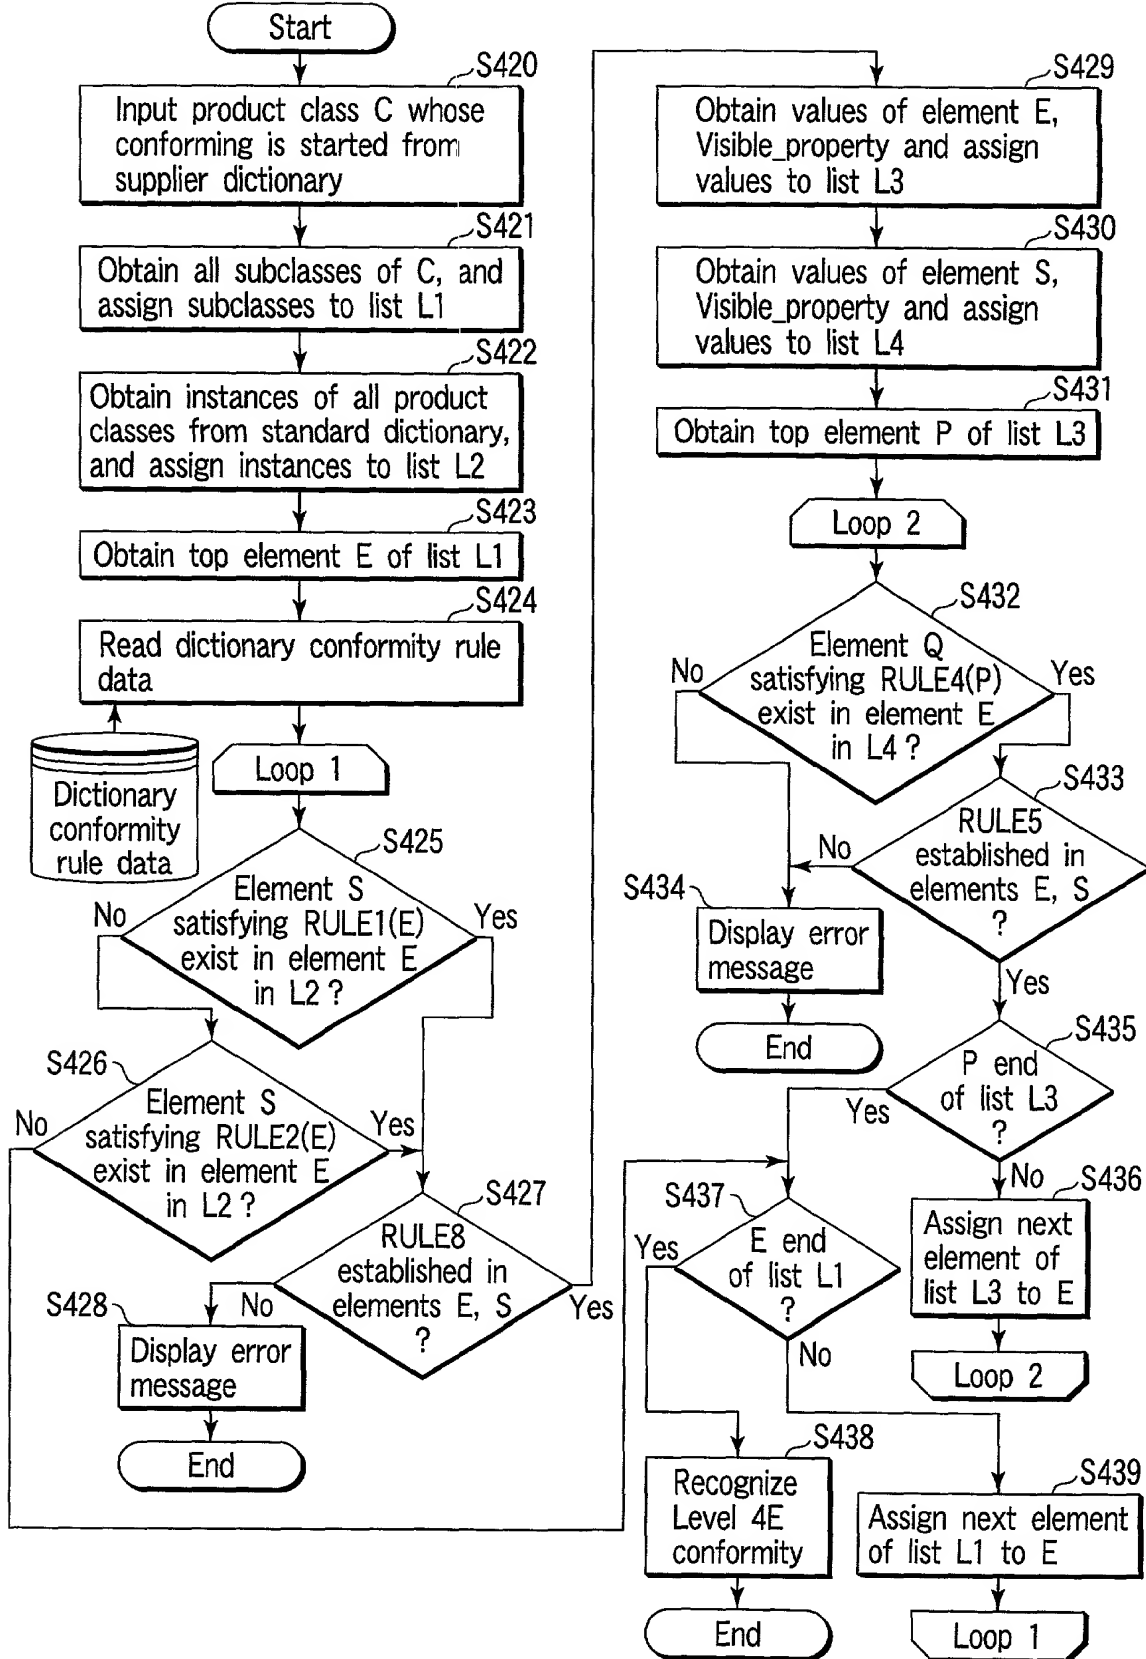 Start
S420
Input product class C whose
conforming is started from
supplier dictionary
S421
Obtain all subclasses of C, and
assign subclasses to list L1
S422
Obtain instances of all product
classes from standard dictionary,
and assign instances to list L2
S423
Obtain top element E of list L1
S424
Read dictionary conformity rule
data
Dictionary
conformity
rule data
Loop 1
S425
Element S
satisfying RULE1(E)
exist in element E
in L2 ?
No
Yes
S426
Element S
satisfying RULE2(E)
exist in element E
in L2 ?
No
Yes
S427
RULE8
established in
elements E, S
?
No
Yes
S428
Display error
message
End
S429
Obtain values of element E,
Visible_property and assign
values to list L3
S430
Obtain values of element S,
Visible_property and assign
values to list L4
S431
Obtain top element P of list L3
Loop 2
S432
Element Q
satisfying RULE4(P)
exist in element E
in L4 ?
No
Yes
S433
RULE5
established in
elements E, S
?
No
Yes
S434
Display error
message
End
S435
P end
of list L3
?
Yes
No
S436
Assign next
element of
list L3 to E
Loop 2
S437
E end
of list L1
?
Yes
No
S438
Recognize
Level 4E
conformity
End
S439
Assign next element
of list L1 to E
Loop 1